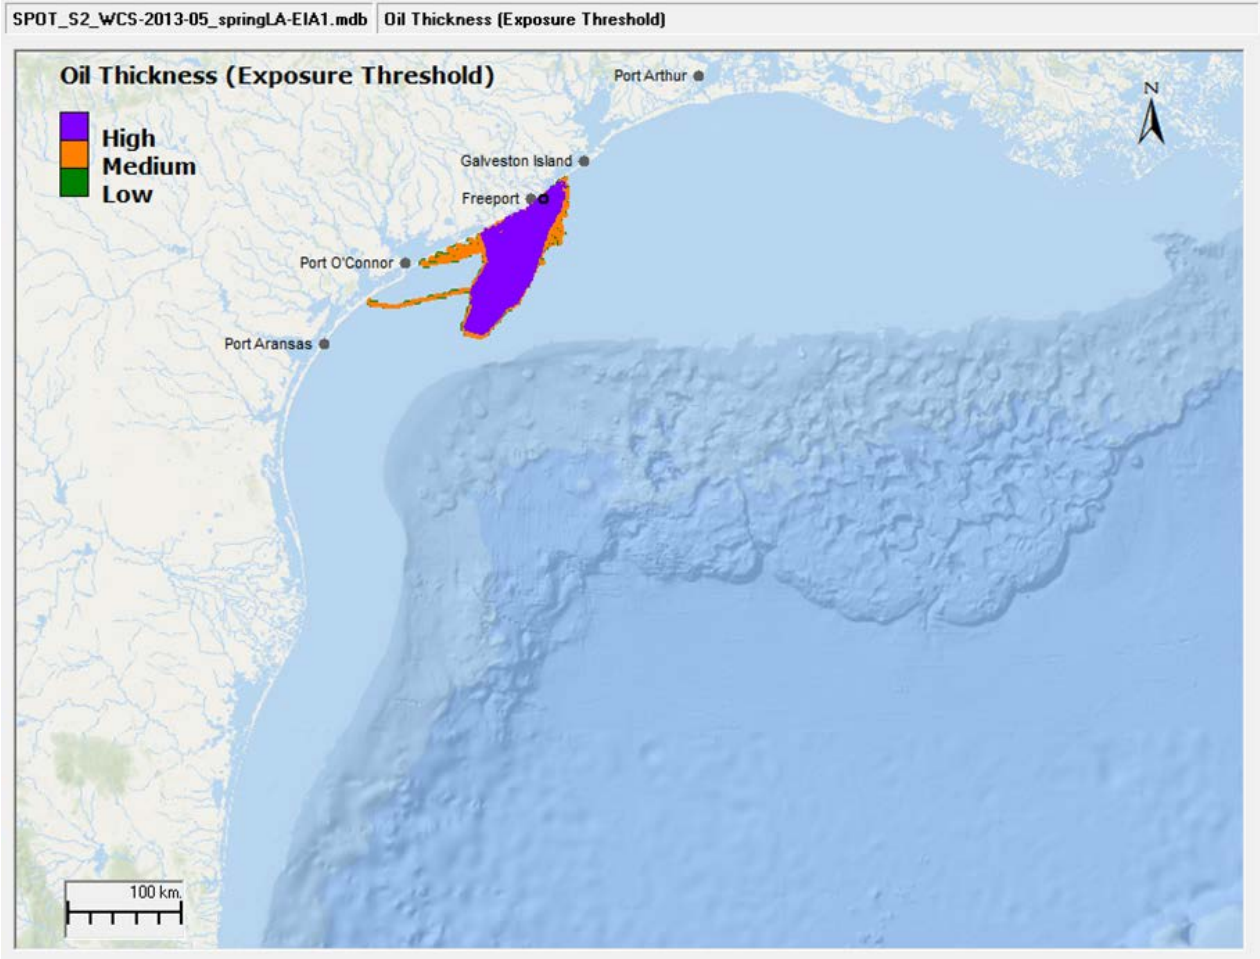 SPOT_S2_WCS-2013-05_springLA-EIA1.mdb Oil Thickness (Exposure Threshold)
Oil Thickness (Exposure Threshold)
Port Arthur
N
High
Medium
Low
Galveston Island
Freeport
Port O'Connor
Port Aransas
100 km.